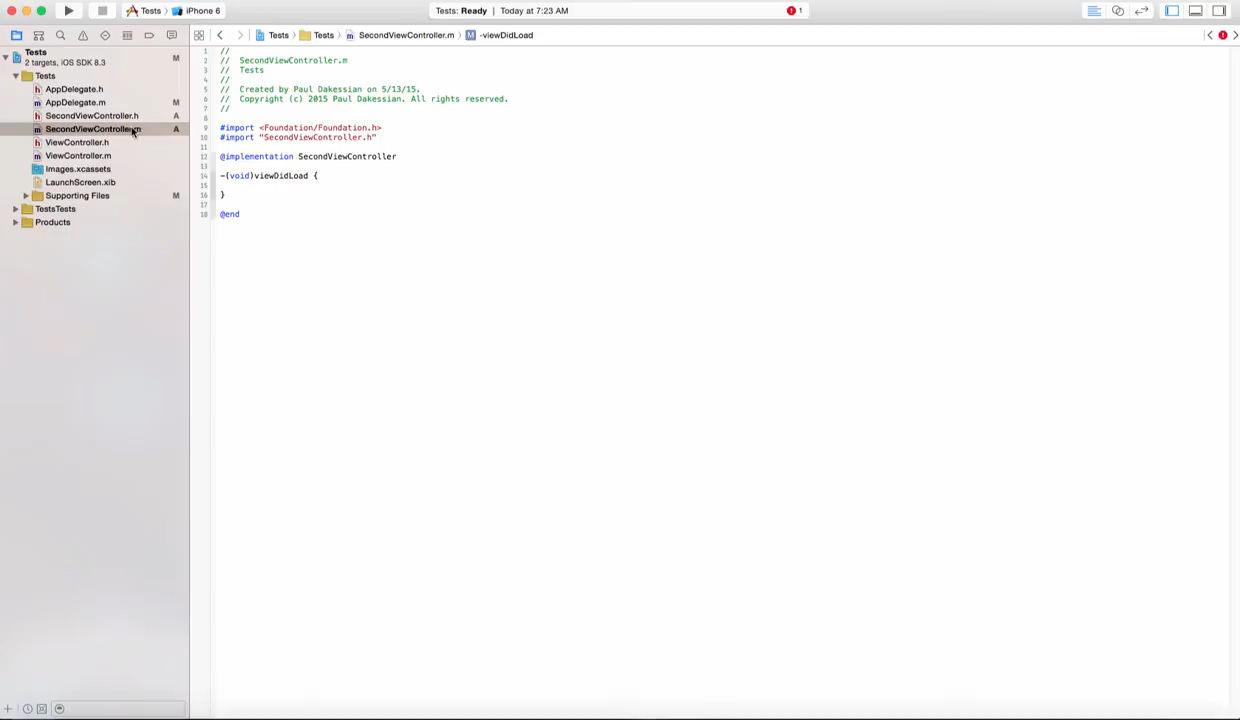 Tests 〉 iPhone 6
Tests: Ready | Today at 7:23 AM
1
Tests 〉 Tests 〉 SecondViewController.m 〉 M -viewDidLoad
Tests
2 targets, iOS SDK 8.3
M
Tests
h AppDelegate.h
m AppDelegate.m M
h SecondViewController.h A
m SecondViewController.m A
h ViewController.h
m ViewController.m
Images.xcassets
LaunchScreen.xib
Supporting Files M
TestsTests
Products
1 //
2 //  SecondViewController.m
3 //  Tests
4 //
5 //  Created by Paul Dakessian on 5/13/15.
6 //  Copyright (c) 2015 Paul Dakessian. All rights reserved.
7 //
8
9 #import <Foundation/Foundation.h>
10 #import "SecondViewController.h"
11
12 @implementation SecondViewController
13
14 -(void)viewDidLoad {
15
16 }
17
18 @end